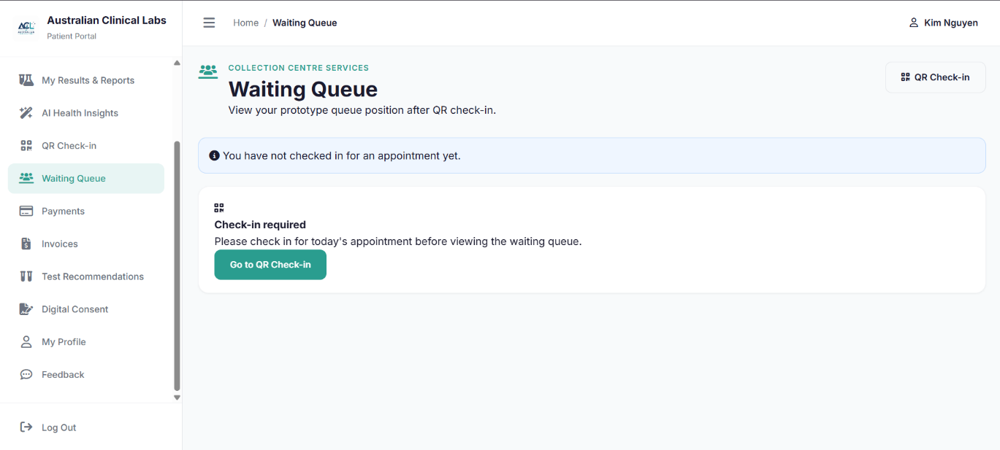 Australian Clinical Labs
Patient Portal
ACL
My Results & Reports
AI Health Insights
QR Check-in
Waiting Queue
Payments
Invoices
Test Recommendations
Digital Consent
My Profile
Feedback
Log Out
Home / Waiting Queue
Kim Nguyen
COLLECTION CENTRE SERVICES
Waiting Queue
View your prototype queue position after QR check-in.
QR Check-in
You have not checked in for an appointment yet.
Check-in required
Please check in for today's appointment before viewing the waiting queue.
Go to QR Check-in